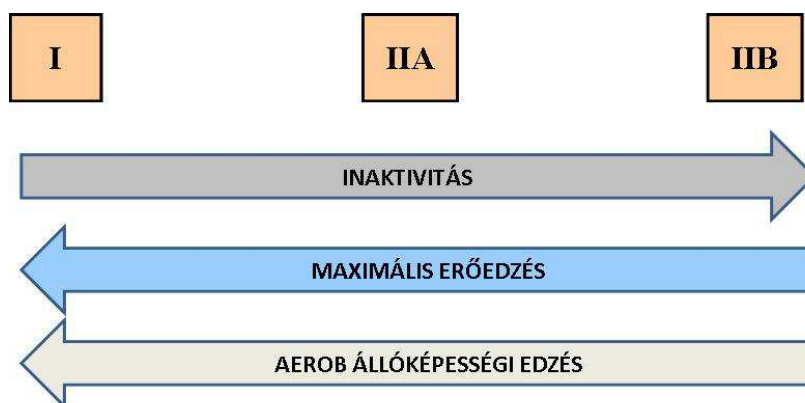 I IIA IIB
INAKTIVITÁS
MAXIMÁLIS ERŐEDZÉS
AEROB ÁLLÓKÉPESSÉGI EDZÉS